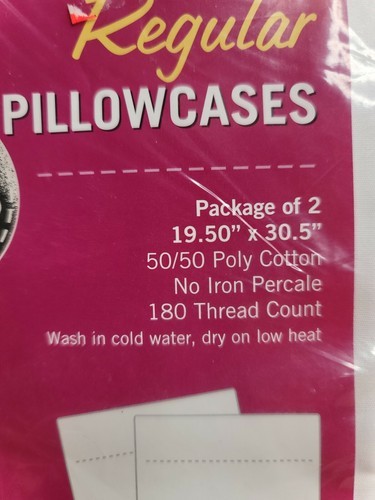 Regular
PILLOWCASES
Package of 2
19.50” x 30.5”
50/50 Poly Cotton
No Iron Percale
180 Thread Count
Wash in cold water, dry on low heat